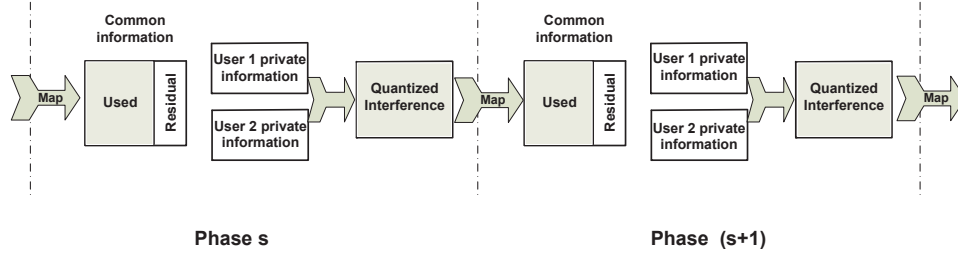 Common
information
Map
Used
Residual
User 1 private
information
User 2 private
information
Quantized
Interference
Map
Common
information
Used
Residual
User 1 private
information
User 2 private
information
Quantized
Interference
Map
Phase s
Phase (s+1)